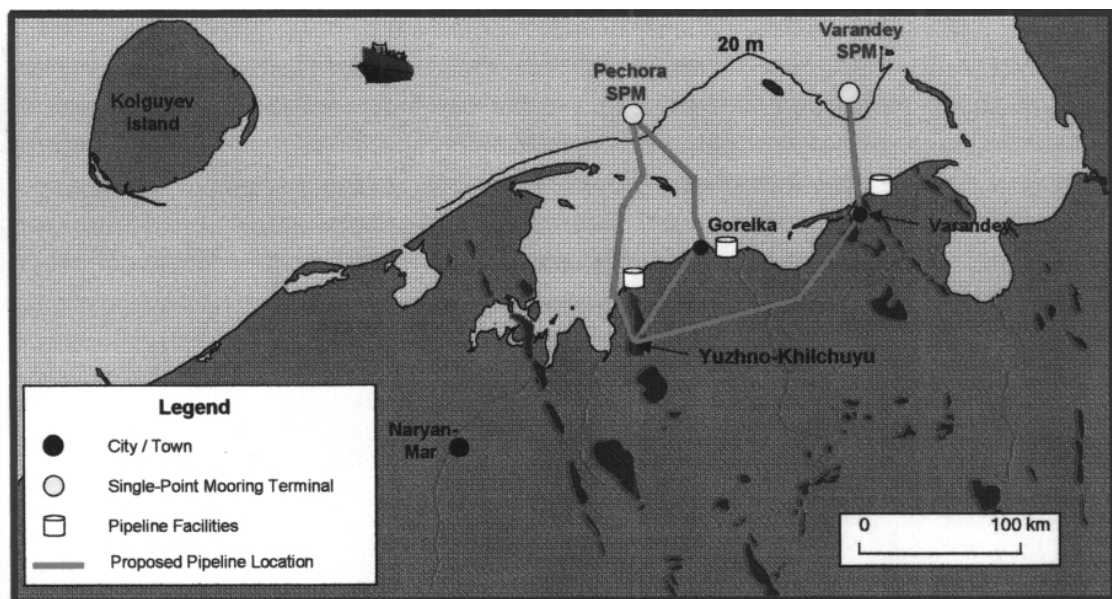 Varandey
SPM
20 m
Pechora
SPM
Kolguyev
Island
Gorelka
Varandey
Yuzhno-Khilchuyu
Naryan-
Mar
Legend
City / Town
Single-Point Mooring Terminal
Pipeline Facilities
Proposed Pipeline Location
0 100 km